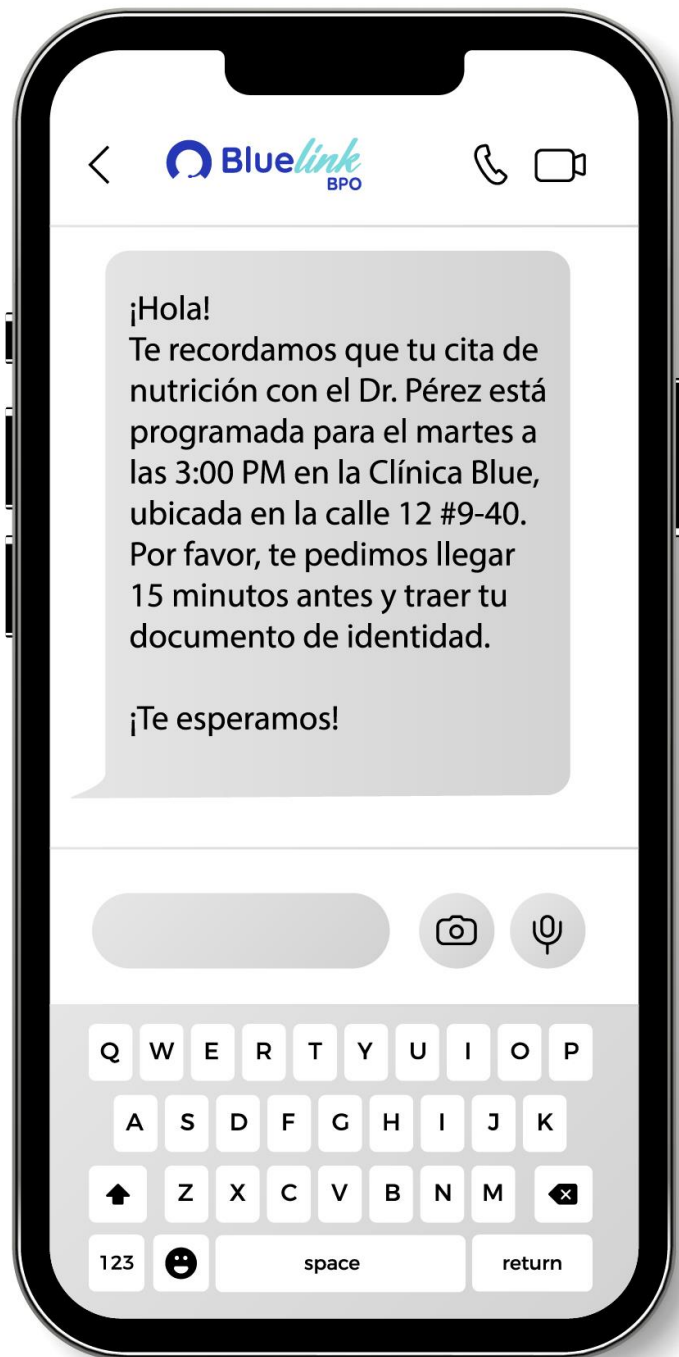 Bluelink
BPO
¡Hola!
Te recordamos que tu cita de
nutrición con el Dr. Pérez está
programada para el martes a
las 3:00 PM en la Clínica Blue,
ubicada en la calle 12 #9-40.
Por favor, te pedimos llegar
15 minutos antes y traer tu
documento de identidad.
¡Te esperamos!
Q W E R T Y U I O P
A S D F G H I J K
Z X C V B N M
123 space return